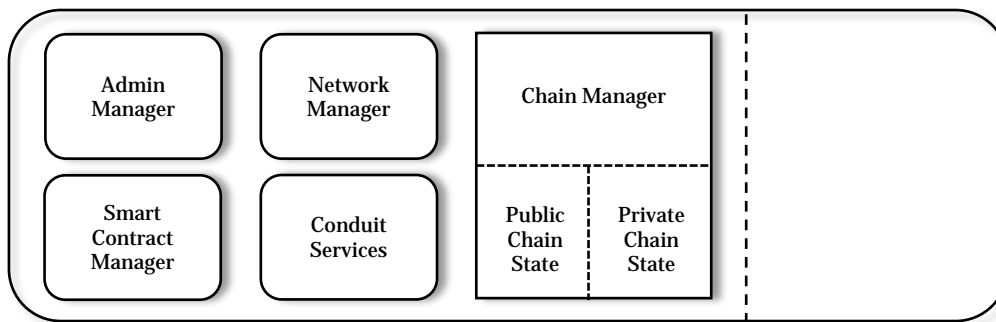 Admin
Manager
Network
Manager
Chain Manager
Smart
Contract
Manager
Conduit
Services
Public
Chain
State
Private
Chain
State